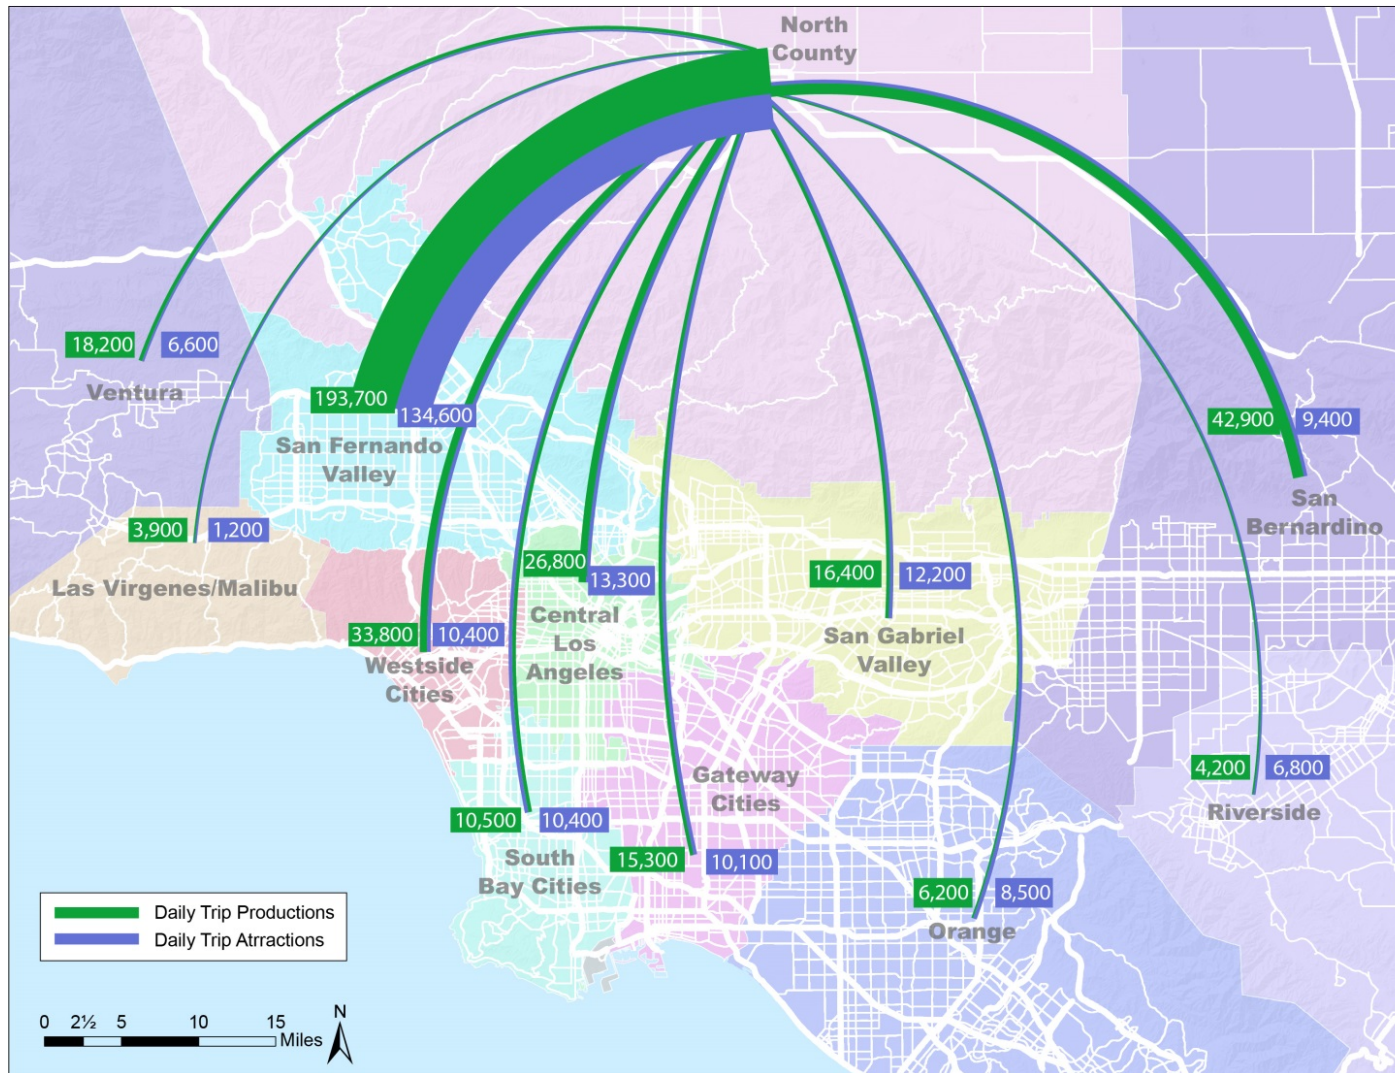 North
County
18,200
6,600
Ventura
193,700
134,600
San Fernando
Valley
42,900
9,400
San
Bernardino
3,900
1,200
Las Virgenes/Malibu
26,800
13,300
Central
Los
Angeles
16,400
12,200
San Gabriel
Valley
33,800
10,400
Westside
Cities
4,200
6,800
Riverside
Gateway
Cities
10,500
10,400
South
Bay Cities
15,300
10,100
6,200
8,500
Orange
Daily Trip Productions
Daily Trip Atrractions
0 2½ 5 10 15
Miles
N